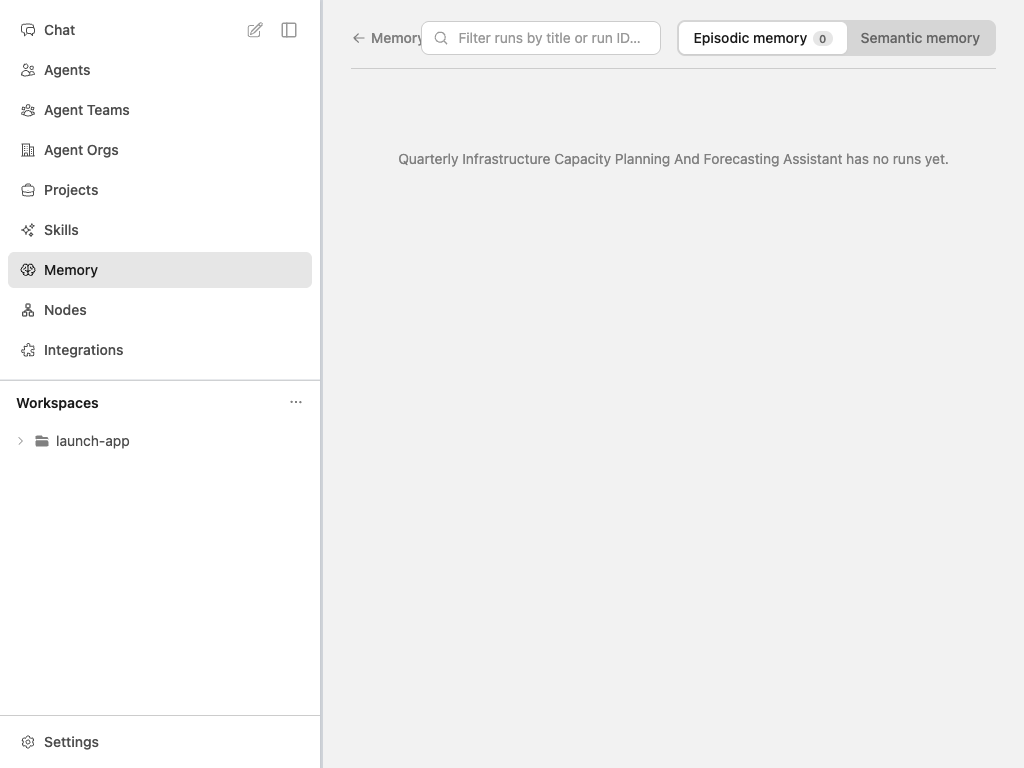 Chat
Agents
Agent Teams
Agent Orgs
Projects
Skills
Memory
Nodes
Integrations
Workspaces
launch-app
Settings
Memory
Filter runs by title or run ID...
Episodic memory 0
Semantic memory
Quarterly Infrastructure Capacity Planning And Forecasting Assistant has no runs yet.